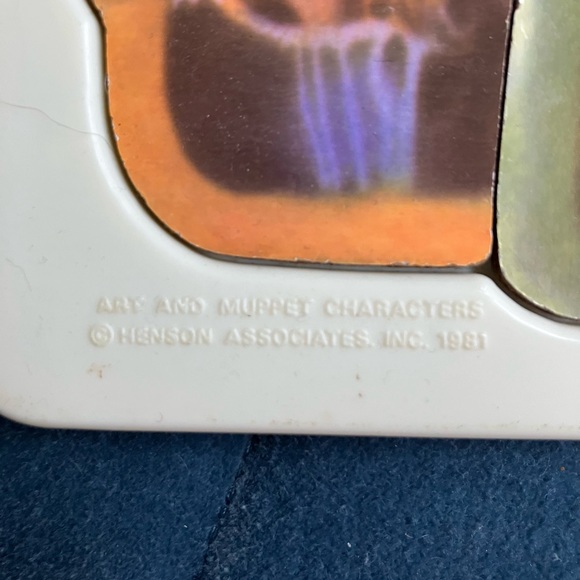 ART AND MUPPET CHARACTERS
© HENSON ASSOCIATES. INC. 1981